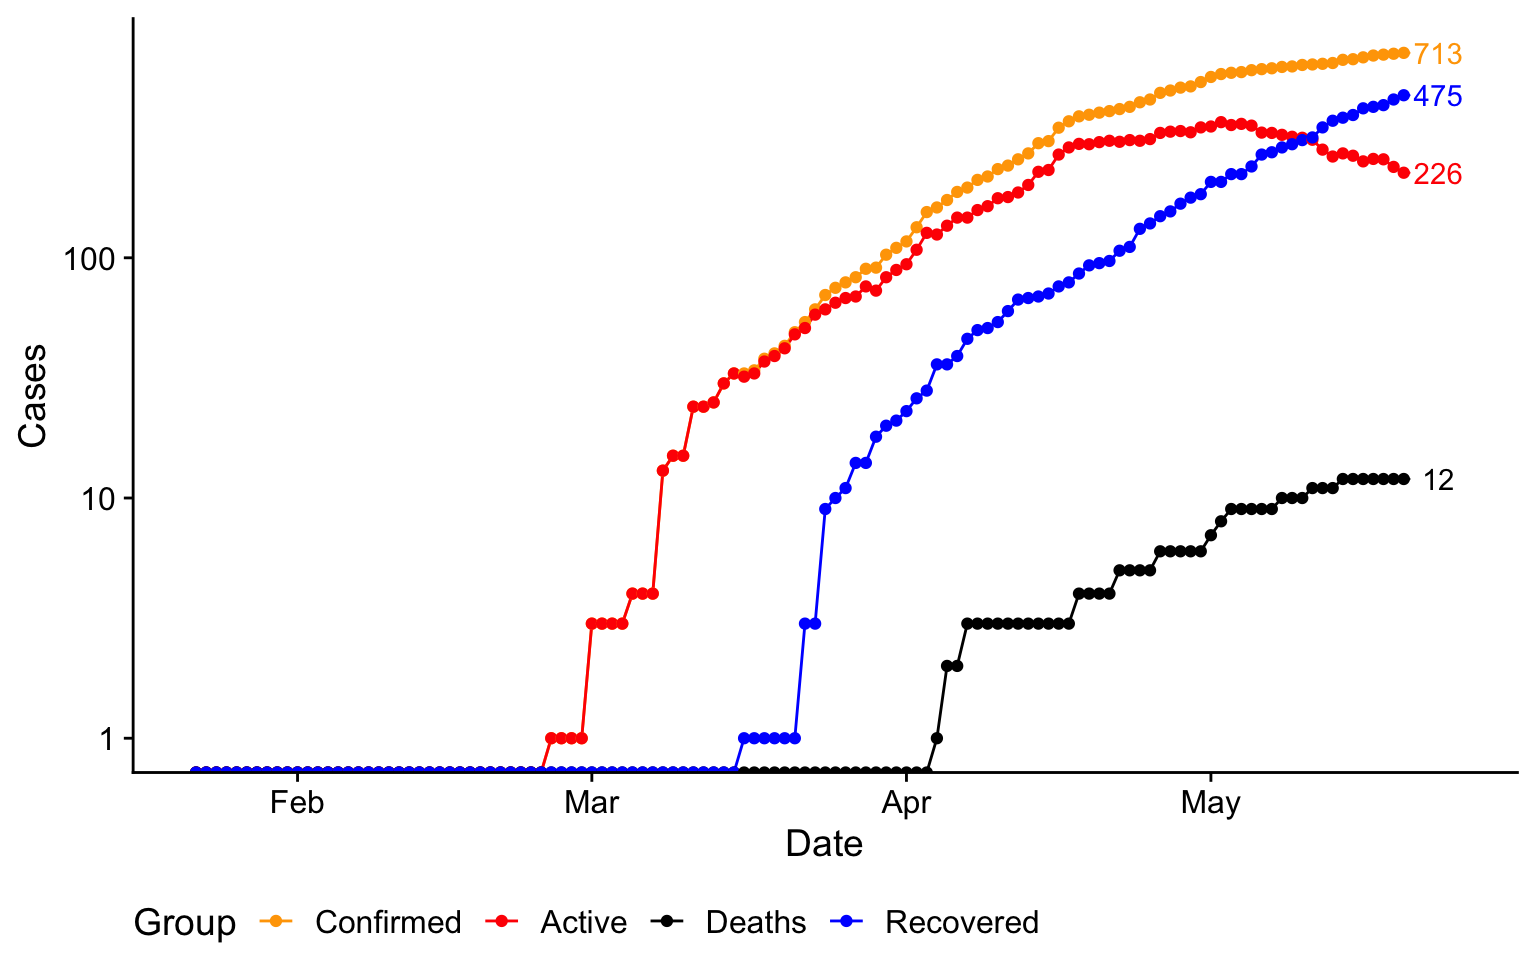 713
475
226
100
10
12
1
Cases
Feb Mar Apr May
Date
Group Confirmed Active Deaths Recovered